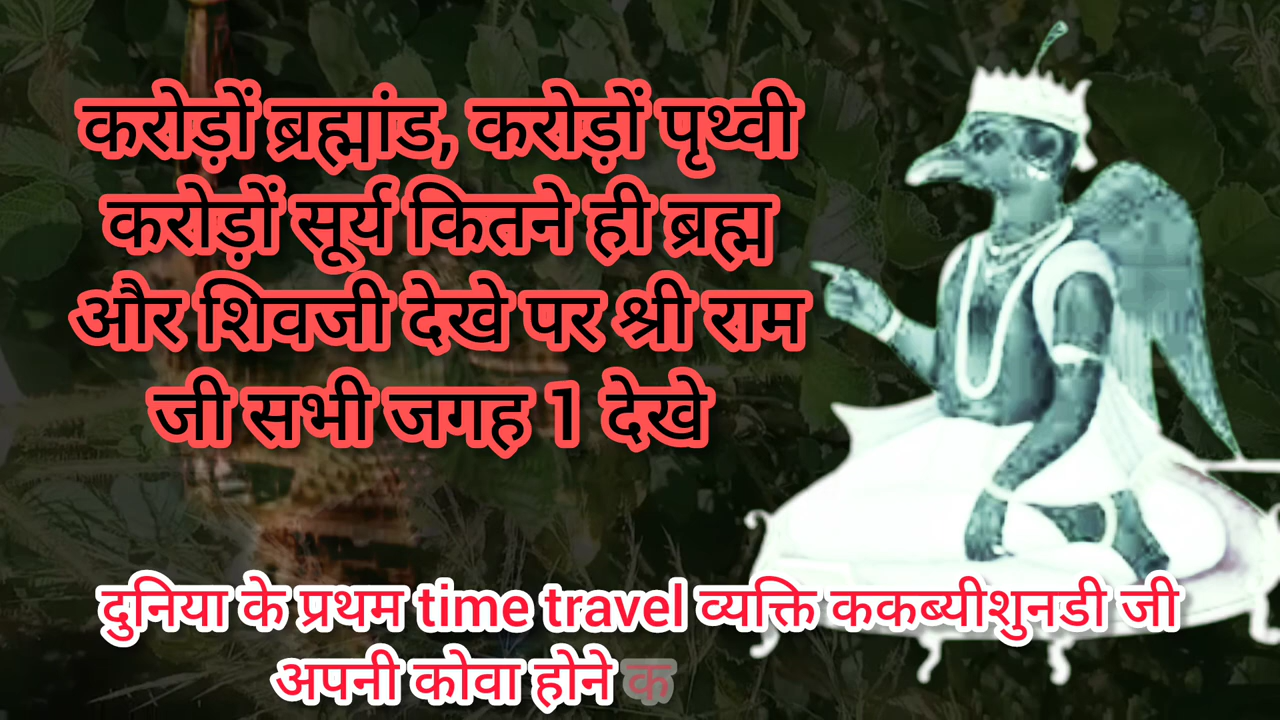 करोड़ों ब्रह्मांड, करोड़ों पृथ्वी
करोड़ों सूर्य कितने ही ब्रह्म
और शिवजी देखे पर श्री राम
जी सभी जगह 1 देखे
दुनिया के प्रथम time travel व्यक्ति ककब्यीशुनडी जी
अपनी कोवा होने क